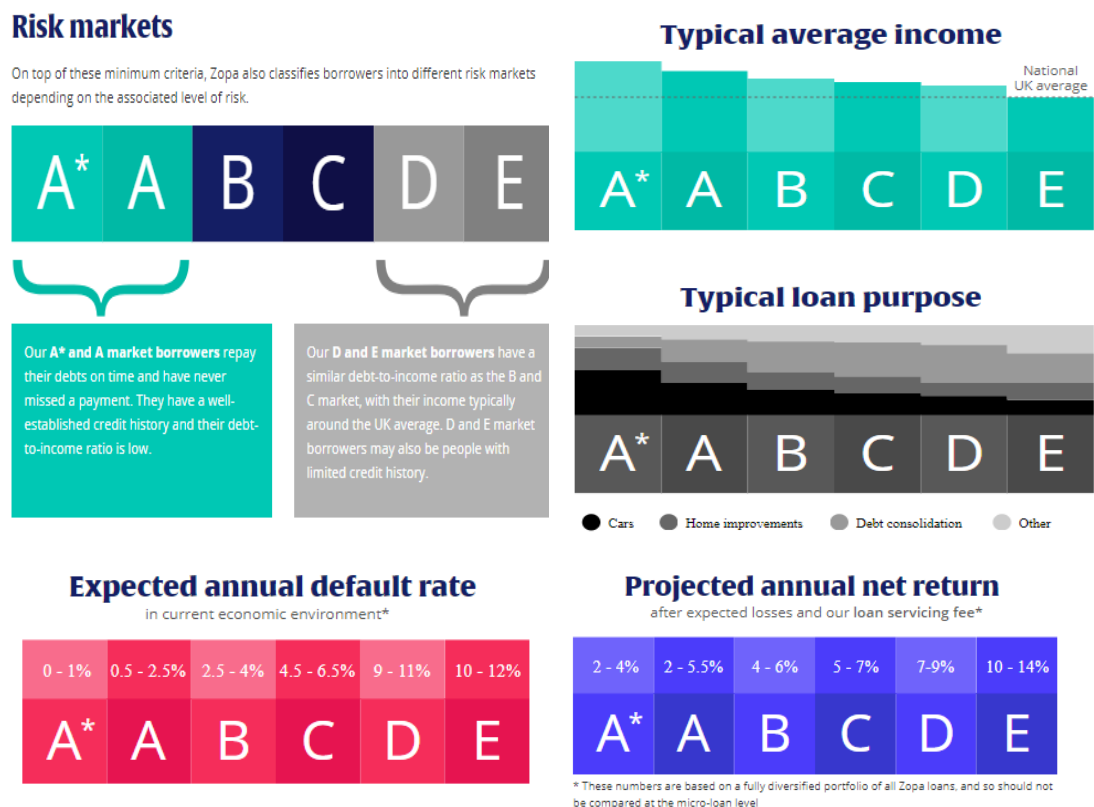 Risk markets
On top of these minimum criteria, Zopa also classifies borrowers into different risk markets
depending on the associated level of risk.
A* A B C D E
Our A* and A market borrowers repay
their debts on time and have never
missed a payment. They have a well-
established credit history and their debt-
to-income ratio is low.
Our D and E market borrowers have a
similar debt-to-income ratio as the B and
C market, with their income typically
around the UK average. D and E market
borrowers may also be people with
limited credit history.
Typical average income
National
UK average
A* A B C D E
Typical loan purpose
A* A B C D E
Cars Home improvements Debt consolidation Other
Expected annual default rate
in current economic environment*
0 - 1% 0.5 - 2.5% 2.5 - 4% 4.5 - 6.5% 9 - 11% 10 - 12%
A* A B C D E
Projected annual net return
after expected losses and our loan servicing fee*
2 - 4% 2 - 5.5% 4 - 6% 5 - 7% 7-9% 10 - 14%
A* A B C D E
* These numbers are based on a fully diversified portfolio of all Zopa loans, and so should not
be compared at the micro-loan level